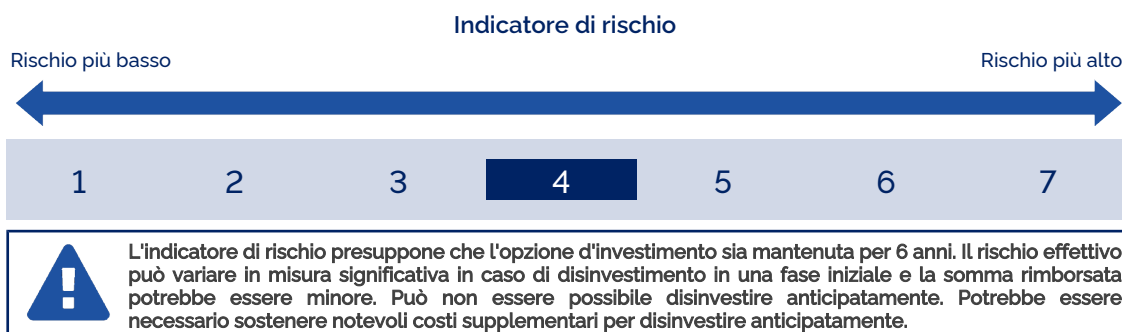 Indicatore di rischio
Rischio più basso
Rischio più alto
1 2 3 4 5 6 7
L'indicatore di rischio presuppone che l'opzione d'investimento sia mantenuta per 6 anni. Il rischio effettivo
può variare in misura significativa in caso di disinvestimento in una fase iniziale e la somma rimborsata
potrebbe essere minore. Può non essere possibile disinvestire anticipatamente. Potrebbe essere
necessario sostenere notevoli costi supplementari per disinvestire anticipatamente.